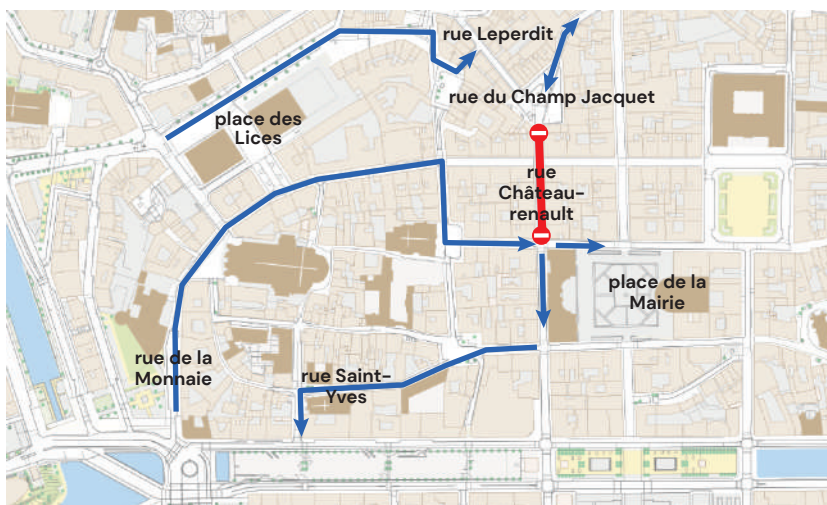 rue Leperdit
rue du Champ Jacquet
place des
Lices
rue
Château-
renault
place de la
Mairie
rue de la
Monnaie
rue Saint-
Yves